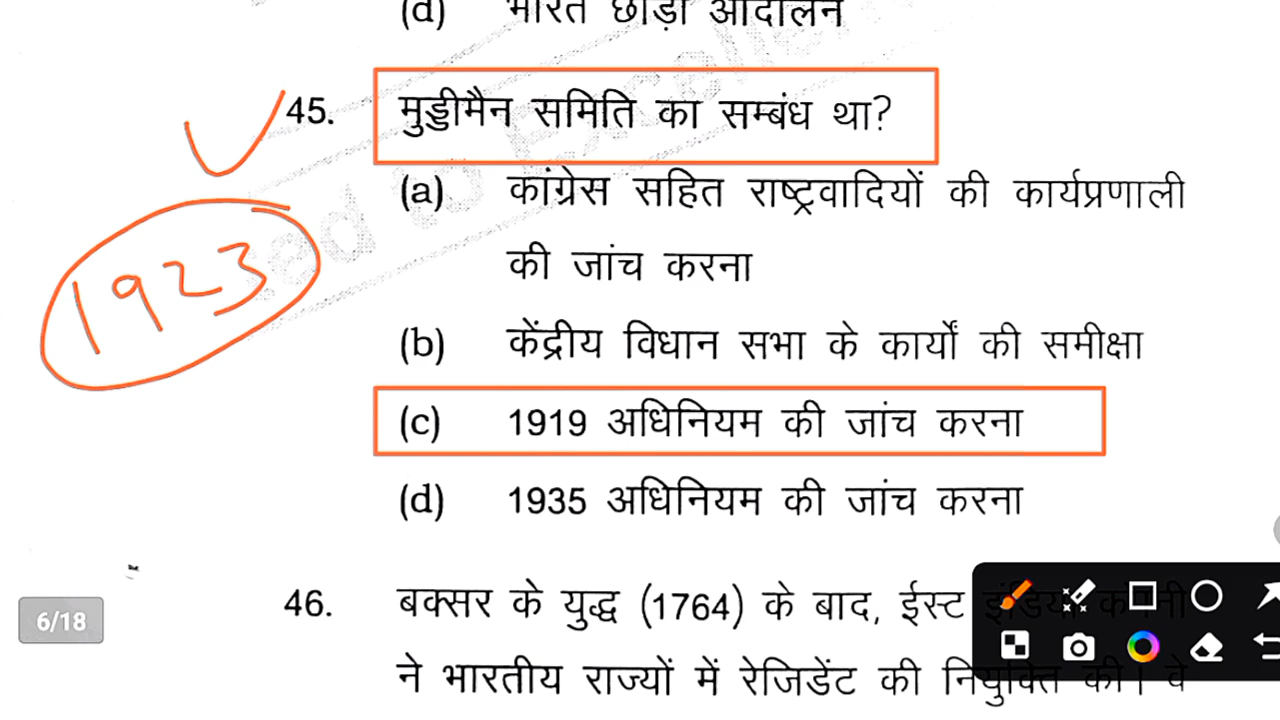 (d) भारत छोड़ो आंदोलन
45. मुड्डीमैन समिति का सम्बंध था?
(a) कांग्रेस सहित राष्ट्रवादियों की कार्यप्रणाली
की जांच करना
1923
(b) केंद्रीय विधान सभा के कार्यों की समीक्षा
(c) 1919 अधिनियम की जांच करना
(d) 1935 अधिनियम की जांच करना
46. बक्सर के युद्ध (1764) के बाद, ईस्ट इंडिया कंपनी
6/18
ने भारतीय राज्यों में रेजिडेंट की नियुक्ति की। वे